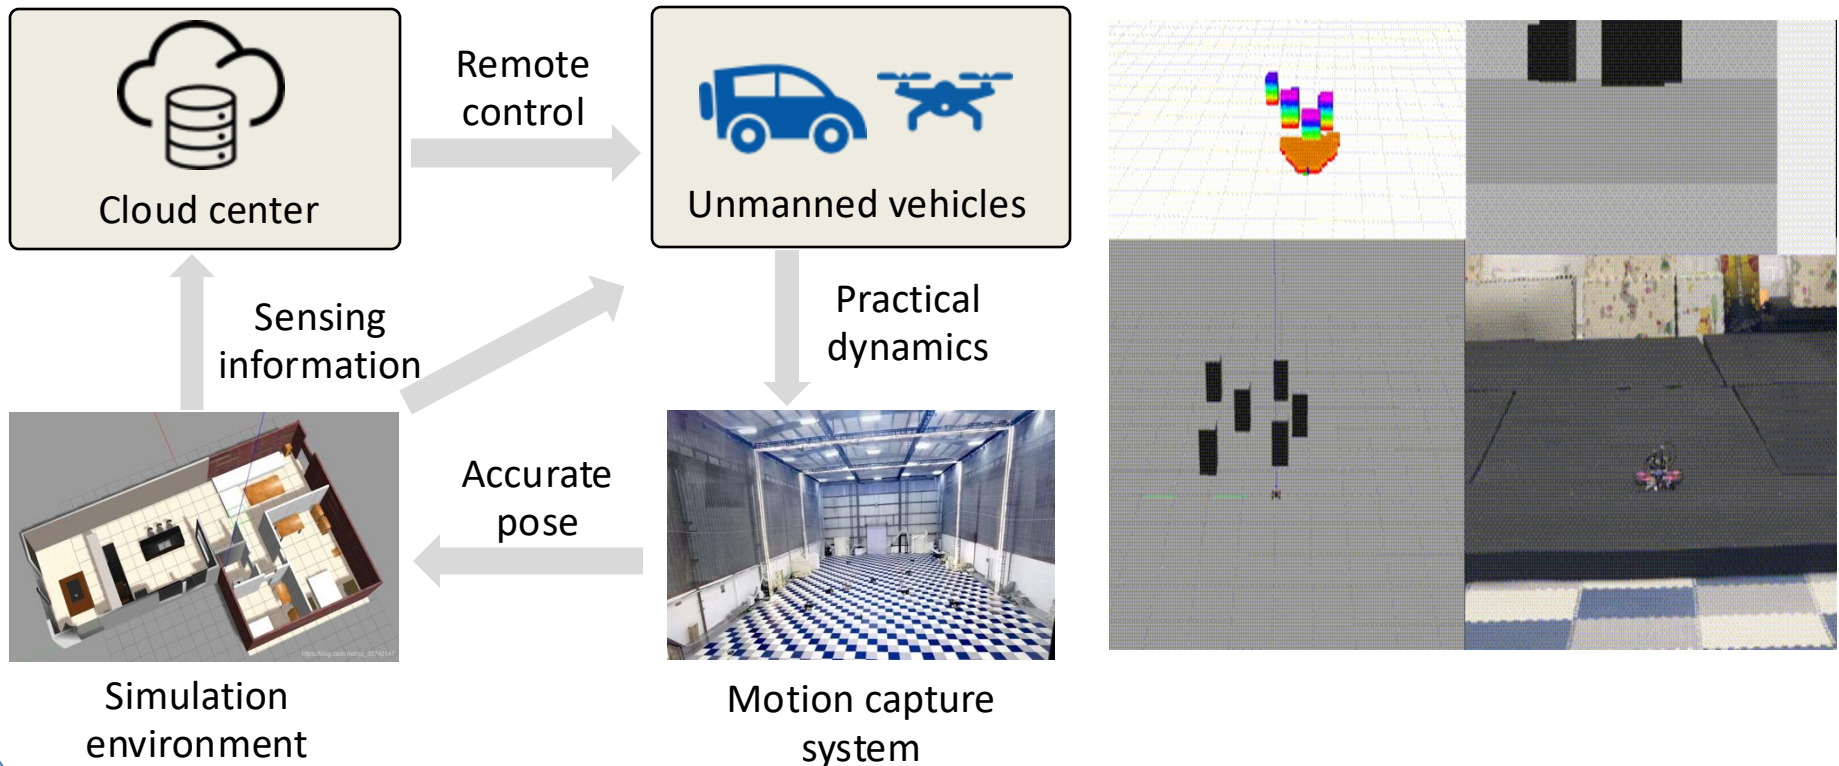 Remote
control
Cloud center
Unmanned vehicles
Sensing
information
Practical
dynamics
Accurate
pose
Simulation
environment
Motion capture
system